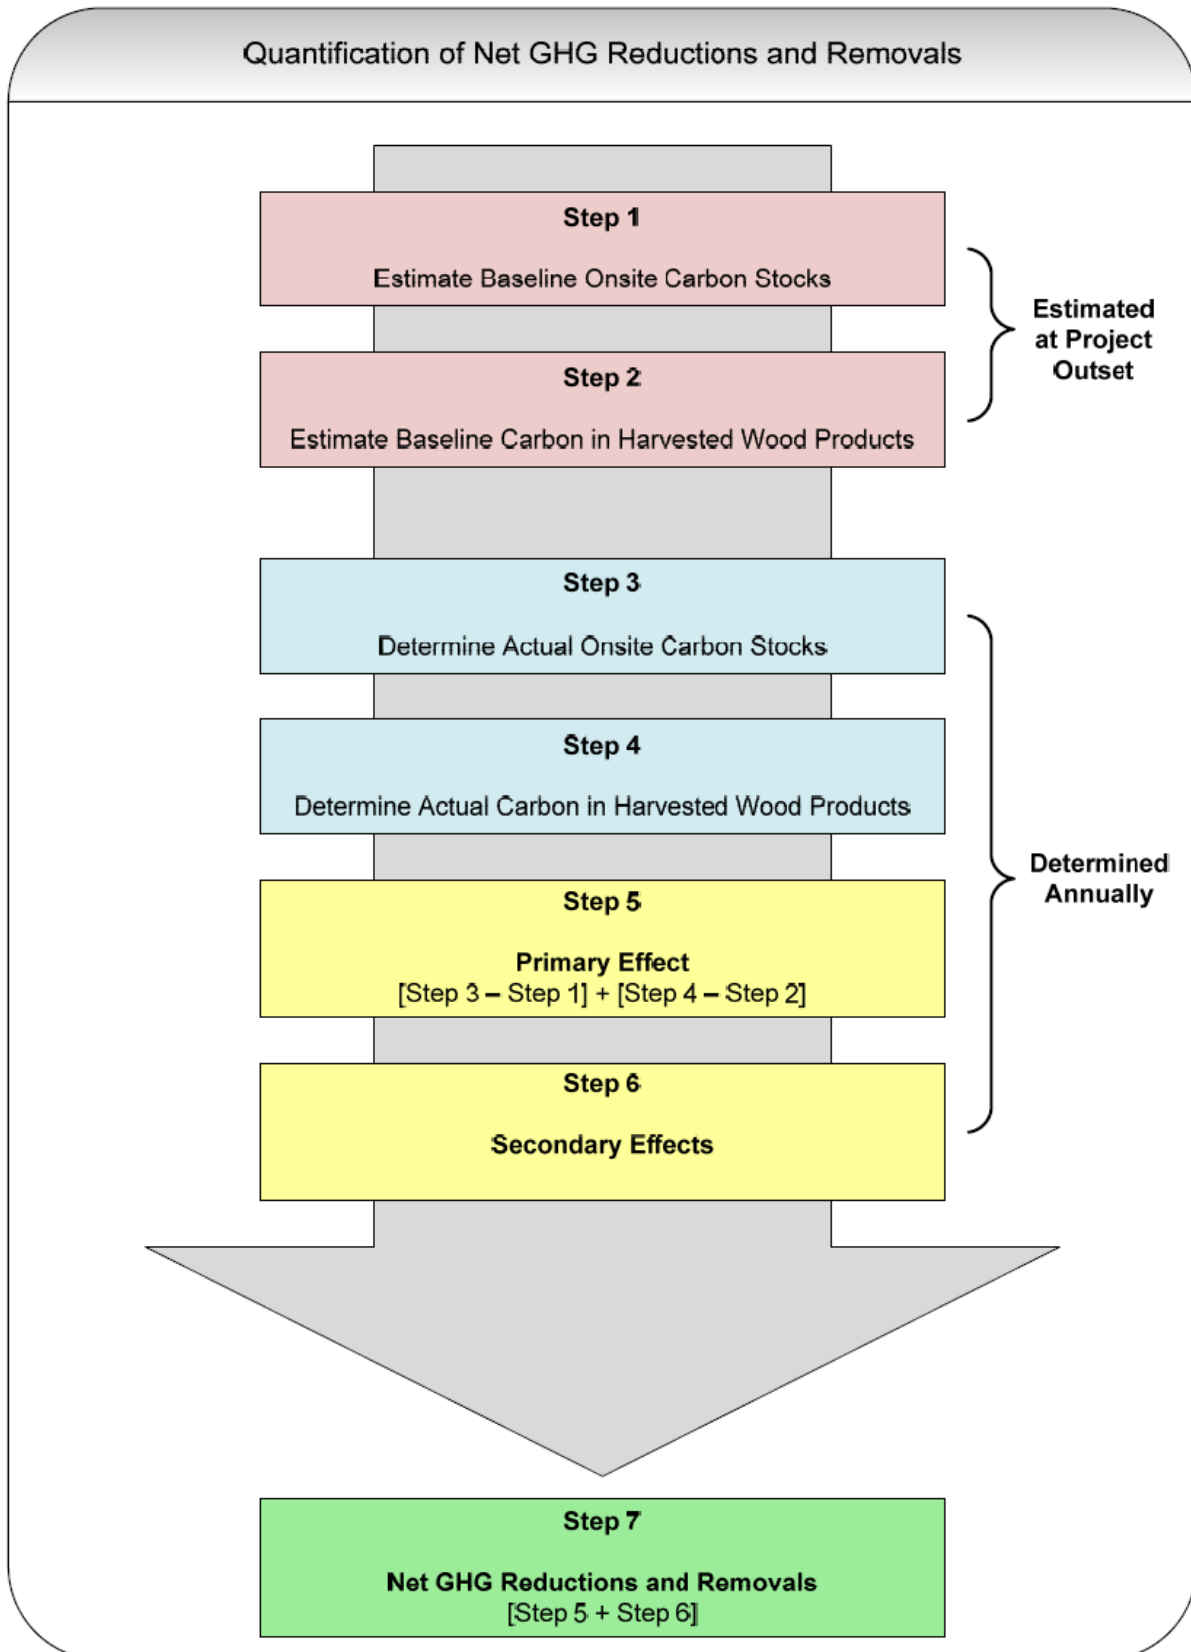 Quantification of Net GHG Reductions and Removals
Step 1
Estimate Baseline Onsite Carbon Stocks
Step 2
Estimate Baseline Carbon in Harvested Wood Products
Estimated
at Project
Outset
Step 3
Determine Actual Onsite Carbon Stocks
Step 4
Determine Actual Carbon in Harvested Wood Products
Step 5
Primary Effect
[Step 3 – Step 1] + [Step 4 – Step 2]
Step 6
Secondary Effects
Determined
Annually
Step 7
Net GHG Reductions and Removals
[Step 5 + Step 6]